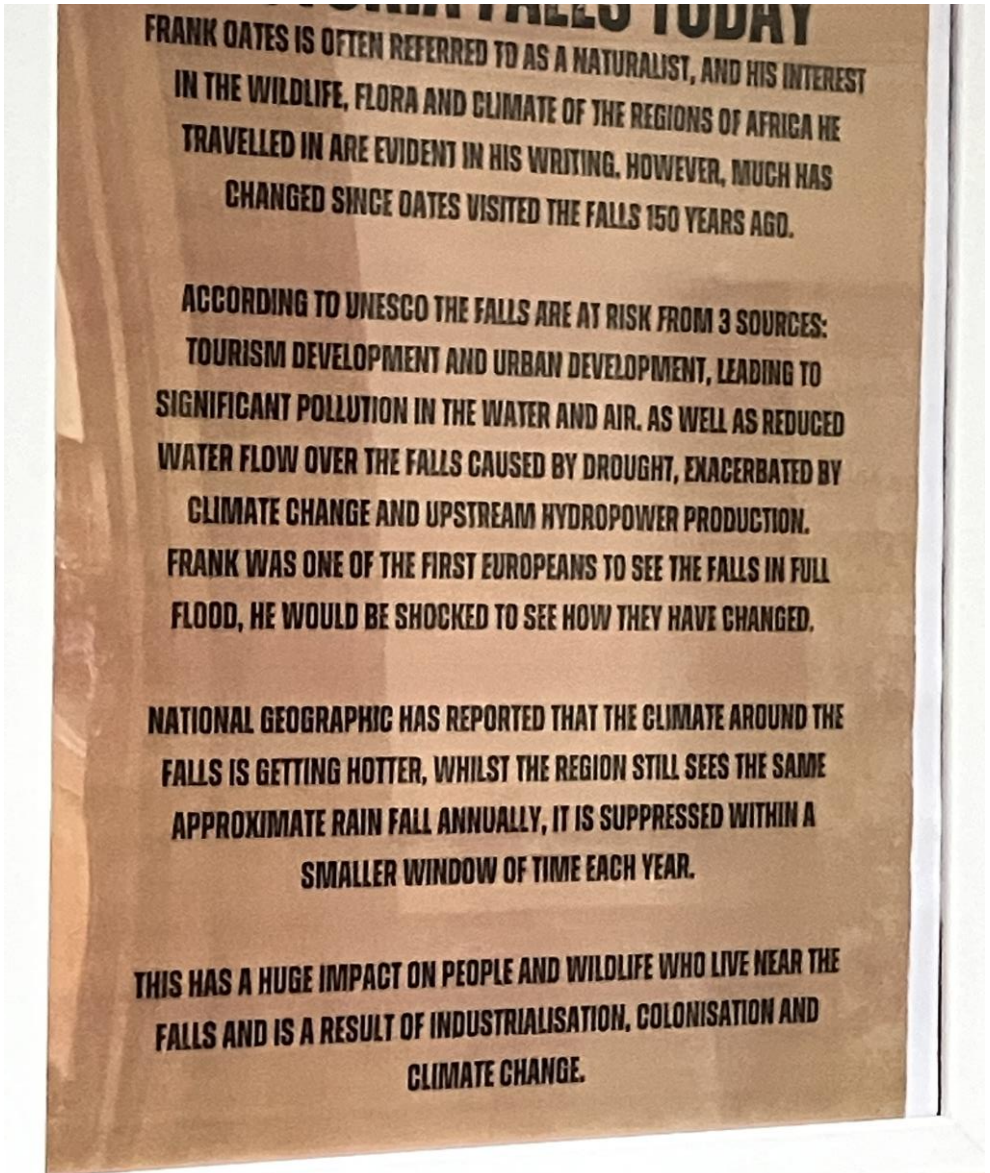 FALLS TODAY
FRANK OATES IS OFTEN REFERRED TO AS A NATURALIST, AND HIS INTEREST
IN THE WILDLIFE, FLORA AND CLIMATE OF THE REGIONS OF AFRICA HE
TRAVELLED IN ARE EVIDENT IN HIS WRITING. HOWEVER, MUCH HAS
CHANGED SINCE OATES VISITED THE FALLS 150 YEARS AGO.
ACCORDING TO UNESCO THE FALLS ARE AT RISK FROM 3 SOURCES:
TOURISM DEVELOPMENT AND URBAN DEVELOPMENT, LEADING TO
SIGNIFICANT POLLUTION IN THE WATER AND AIR. AS WELL AS REDUCED
WATER FLOW OVER THE FALLS CAUSED BY DROUGHT, EXACERBATED BY
CLIMATE CHANGE AND UPSTREAM HYDROPOWER PRODUCTION.
FRANK WAS ONE OF THE FIRST EUROPEANS TO SEE THE FALLS IN FULL
FLOOD, HE WOULD BE SHOCKED TO SEE HOW THEY HAVE CHANGED.
NATIONAL GEOGRAPHIC HAS REPORTED THAT THE CLIMATE AROUND THE
FALLS IS GETTING HOTTER, WHILST THE REGION STILL SEES THE SAME
APPROXIMATE RAIN FALL ANNUALLY, IT IS SUPPRESSED WITHIN A
SMALLER WINDOW OF TIME EACH YEAR.
THIS HAS A HUGE IMPACT ON PEOPLE AND WILDLIFE WHO LIVE NEAR THE
FALLS AND IS A RESULT OF INDUSTRIALISATION, COLONISATION AND
CLIMATE CHANGE.